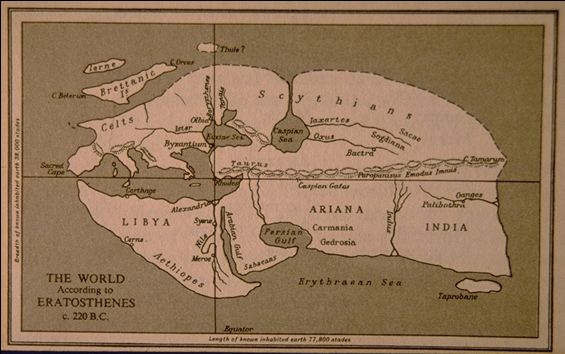 Thule ?
Ierne
C. Orcas
Brettanic
Is
C. Belerium
Borysthenes
Tanais
Scythians
Celts
Olbia
Ister
Euxine Sea
Byzantium
Caspian
Sea
Iaxartes
Oxus
Sacae
Sogdiana
Bactra
Sacred
Cape
Taurus
Paropanisus Emodus Imaus
C. Tamarum
Rhodes
Caspian Gates
Carthage
Alexandria
Ganges
Palibothra
LIBYA
Syene
Nile
Arabian Gulf
ARIANA
Carmania
Gedrosia
Indus
INDIA
Cerne
Persian
Gulf
Meroe
Sabaeans
Aethiopes
Erythraean Sea
Taprobane
THE WORLD
According to
ERATOSTHENES
c. 220 B.C.
Equator
Breadth of known inhabited earth 38,000 stades
Length of known inhabited earth 77,800 stades